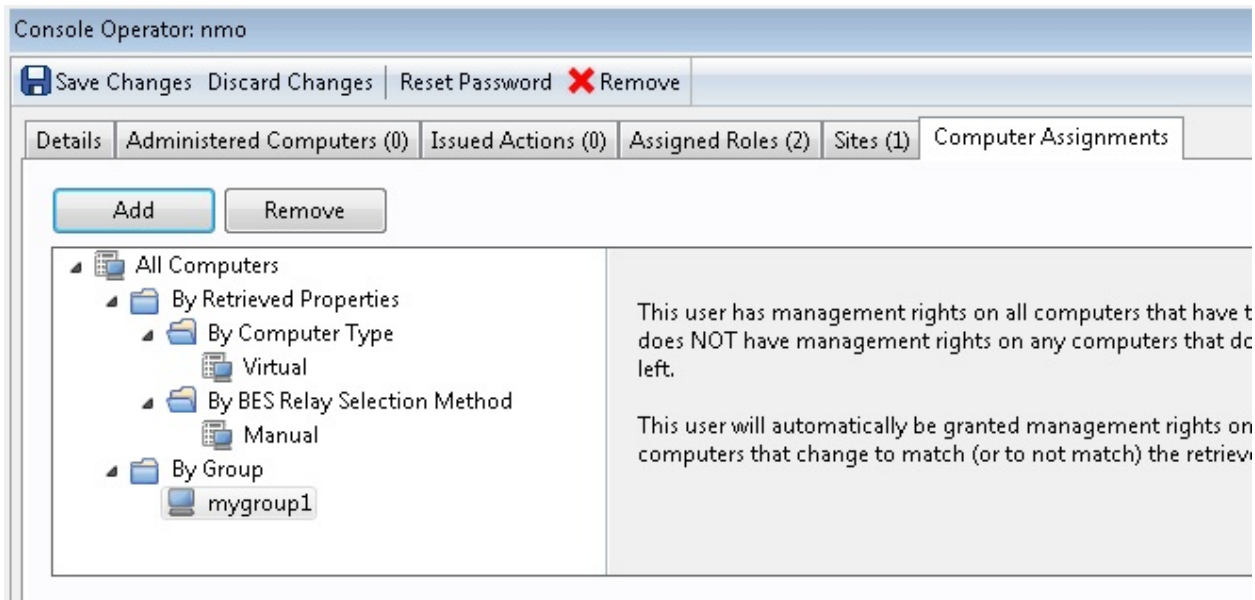 Console Operator: nmo
Save Changes Discard Changes Reset Password Remove
Details Administered Computers (0) Issued Actions (0) Assigned Roles (2) Sites (1) Computer Assignments
Add Remove
All Computers
By Retrieved Properties
By Computer Type
Virtual
By BES Relay Selection Method
Manual
By Group
mygroup1
This user has management rights on all computers that have
does NOT have management rights on any computers that
left.
This user will automatically be granted management rights on
computers that change to match (or to not match) the